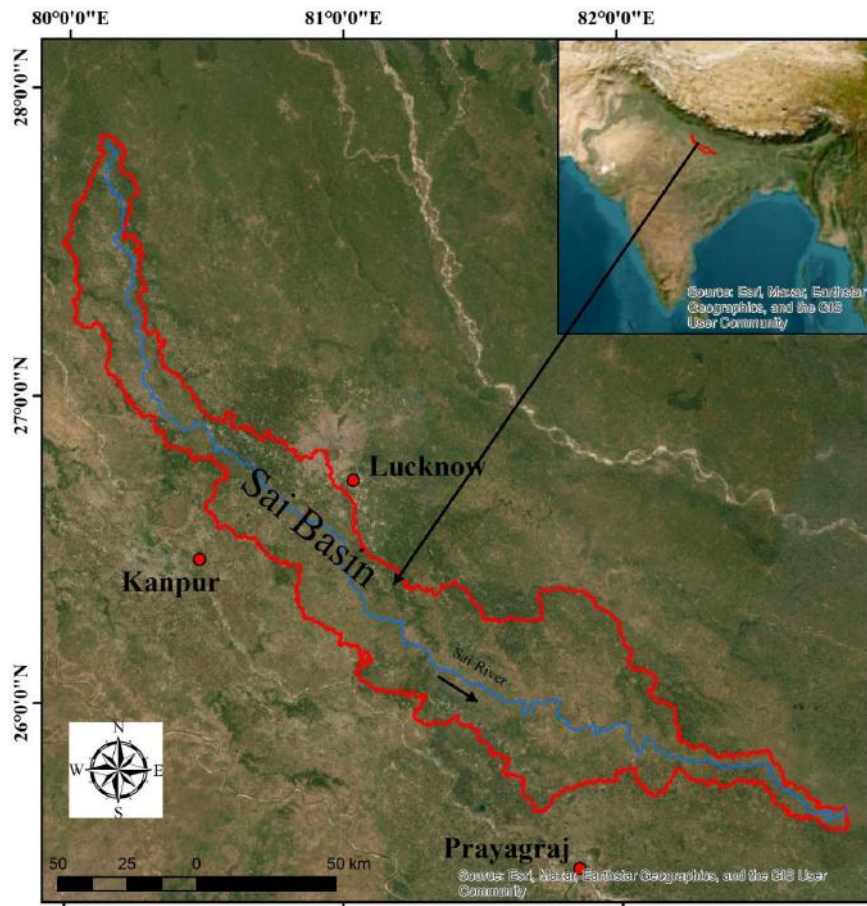 80°0'0"E
81°0'0"E
82°0'0"E
28°0'0"N
27°0'0"N
26°0'0"N
Source: Esri, Maxar, Earthstar
Geographics, and the GIS
User Community
Lucknow
Sai Basin
Kanpur
Sai River
N
W E
S
Prayagraj
50 25 0 50 km
Source: Esri, Maxar, Earthstar Geographics, and the GIS User
Community